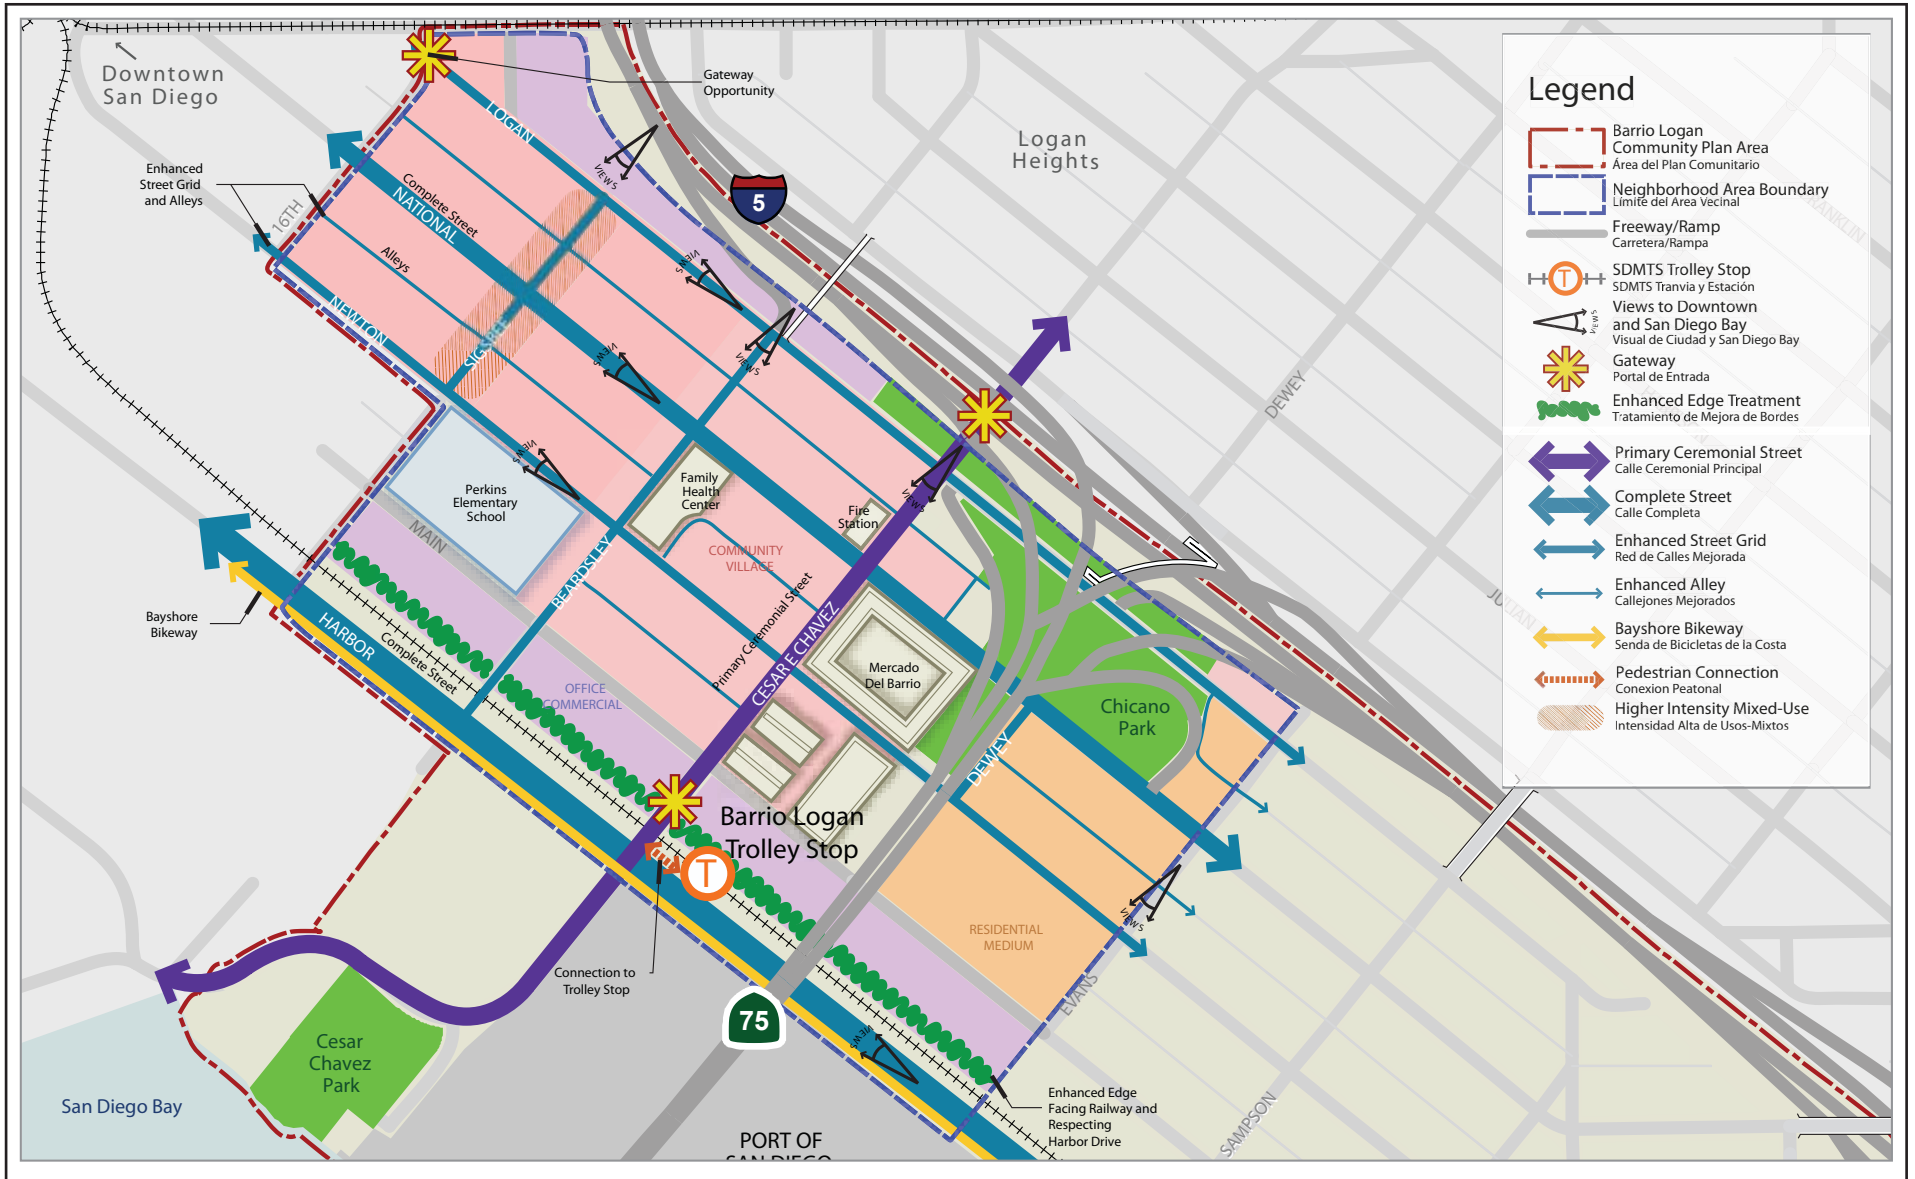 Downtown
San Diego
Gateway
Opportunity
LOGAN
VIEWS
5
Logan
Heights
Enhanced
Street Grid
and Alleys
16TH
Complete Street
NATIONAL
Alleys
NEWTON
VIEWS
VIEWS
VIEWS
VIEWS
VIEWS
DEWEY
Perkins
Elementary
School
Family
Health
Center
Fire
Station
COMMUNITY
VILLAGE
MAIN
BEARDSLEY
Primary Ceremonial Street
CESAR E CHAVEZ
Mercado
Del Barrio
Bayshore
Bikeway
HARBOR
Complete Street
OFFICE
COMMERCIAL
Chicano
Park
DEWEY
Barrio Logan
Trolley Stop
T
VIEWS
RESIDENTIAL
MEDIUM
EVANS
Connection to
Trolley Stop
75
VIEWS
Cesar
Chavez
Park
San Diego Bay
PORT OF
SAN DIEGO
Enhanced Edge
Facing Railway and
Respecting
Harbor Drive
SAMPSON
Legend
Barrio Logan
Community Plan Area
Área del Plan Comunitario
Neighborhood Area Boundary
Límite del Area Vecinal
Freeway/Ramp
Carretera/Rampa
T
SDMTS Trolley Stop
SDMTS Tranvia y Estación
VIEWS
Views to Downtown
and San Diego Bay
Visual de Ciudad y San Diego Bay
Gateway
Portal de Entrada
Enhanced Edge Treatment
Tratamiento de Mejora de Bordes
Primary Ceremonial Street
Calle Ceremonial Principal
Complete Street
Calle Completa
Enhanced Street Grid
Red de Calles Mejorada
Enhanced Alley
Callejones Mejorados
Bayshore Bikeway
Senda de Bicicletas de la Costa
Pedestrian Connection
Conexion Peatonal
Higher Intensity Mixed-Use
Intensidad Alta de Usos-Mixtos